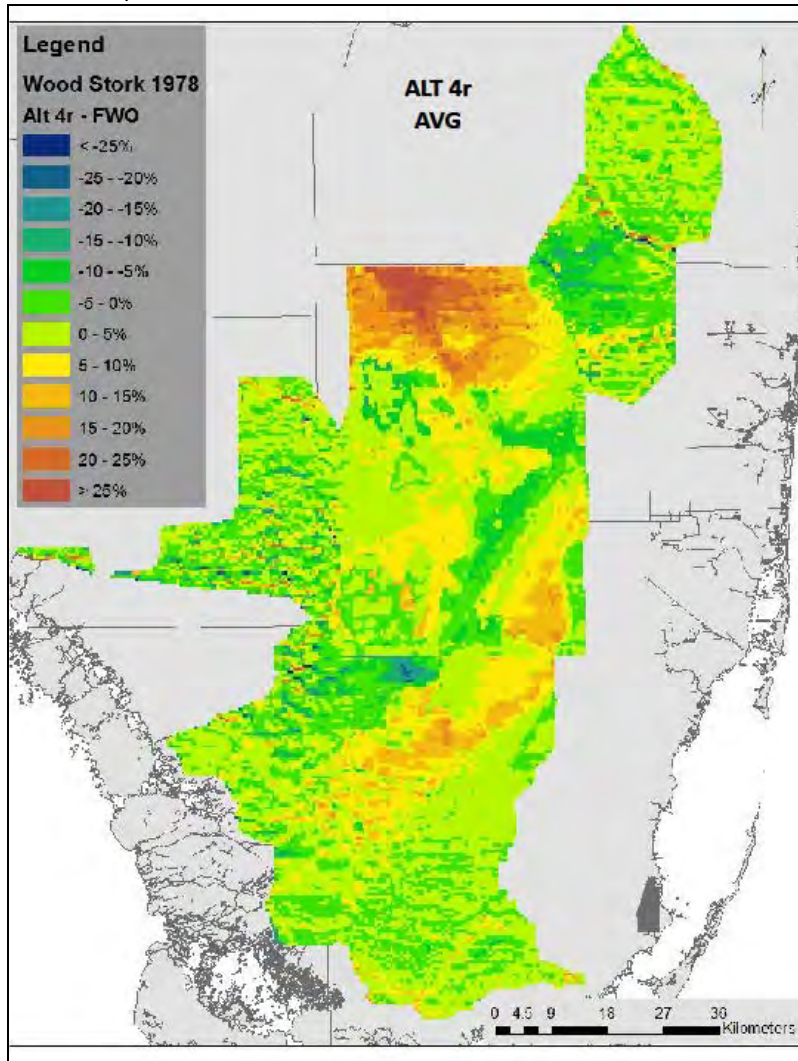 Legend
Wood Stork 1978
Alt 4r - FWO
< -25%
-25 - -20%
-20 - -15%
-15 - -10%
-10 - -5%
-5 - 0%
0 - 5%
5 - 10%
10 - 15%
15 - 20%
20 - 25%
> 25%
ALT 4r
AVG
N
0 4.5 9 18 27 30
Kilometers